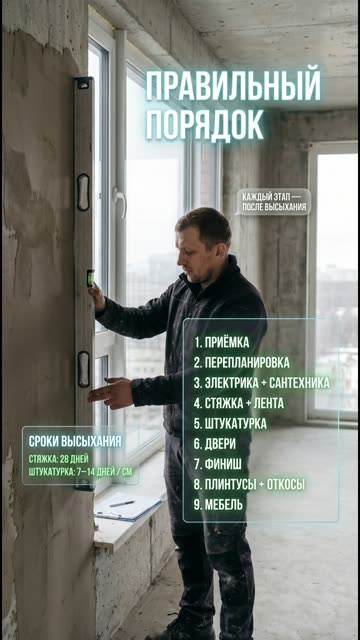 ПРАВИЛЬНЫЙ
ПОРЯДОК
КАЖДЫЙ ЭТАП —
ПОСЛЕ ВЫСЫХАНИЯ
1. ПРИЁМКА
2. ПЕРЕПЛАНИРОВКА
3. ЭЛЕКТРИКА + САНТЕХНИКА
4. СТЯЖКА + ЛЕНТА
5. ШТУКАТУРКА
6. ДВЕРИ
7. ФИНИШ
8. ПЛИНТУСЫ + ОТКОСЫ
9. МЕБЕЛЬ
СРОКИ ВЫСЫХАНИЯ
СТЯЖКА: 28 ДНЕЙ
ШТУКАТУРКА: 7–14 ДНЕЙ / СМ